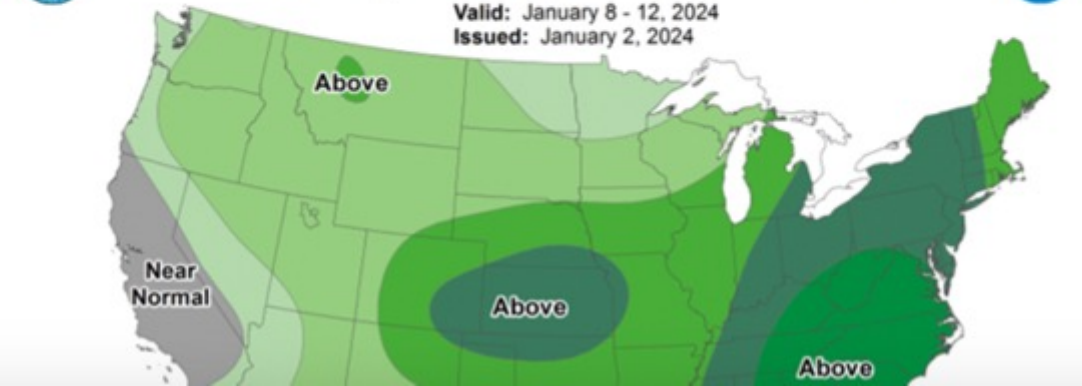 Valid: January 8 - 12, 2024
Issued: January 2, 2024
Above
Near
Normal
Above
Above